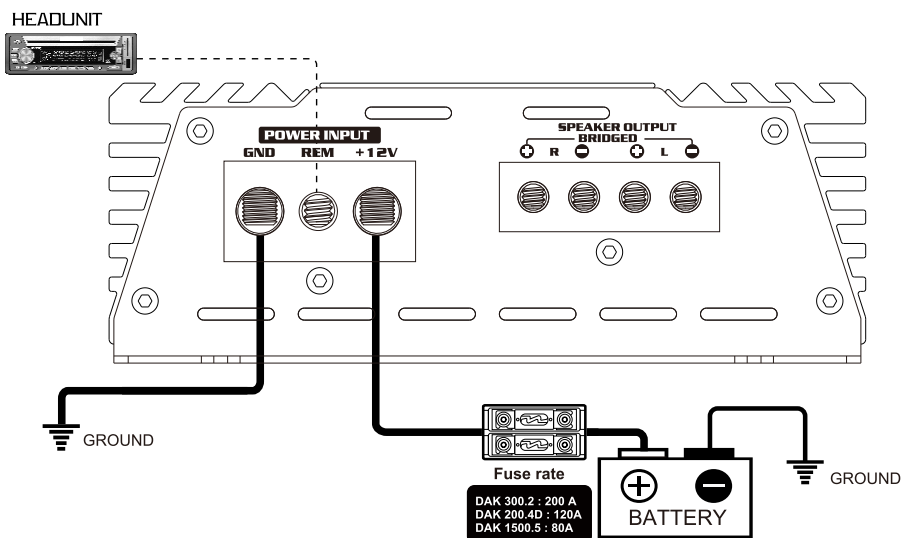 HEADUNIT
POWER INPUT
GND REM +12V
SPEAKER OUTPUT
BRIDGED
+ R − + L −
GROUND
Fuse rate
DAK 300.2 : 200 A
DAK 200.4D : 120A
DAK 1500.5 : 80A
+ −
BATTERY
GROUND